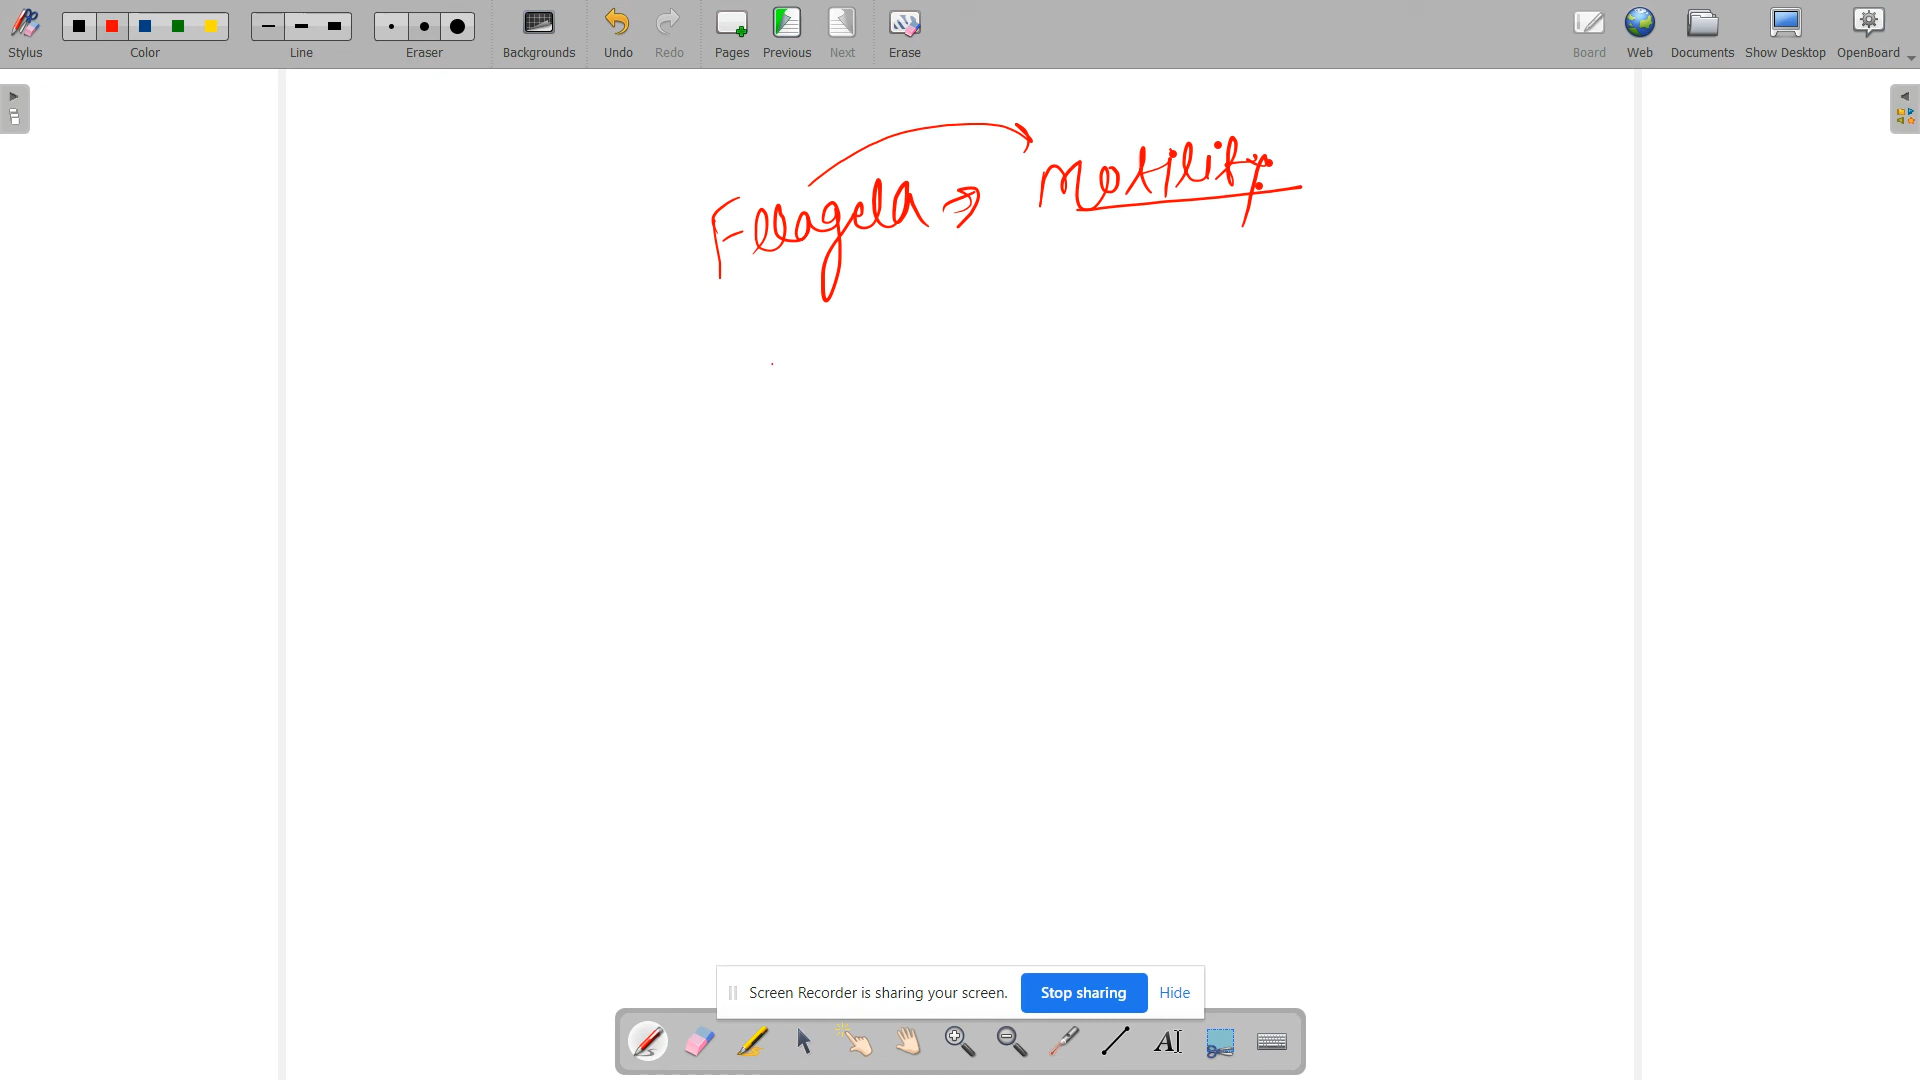 Stylus Color Line Eraser Backgrounds Undo Redo Pages Previous Next Erase Board Web Documents Show Desktop OpenBoard
Fllagella ⇒ Motility
Screen Recorder is sharing your screen. Stop sharing Hide